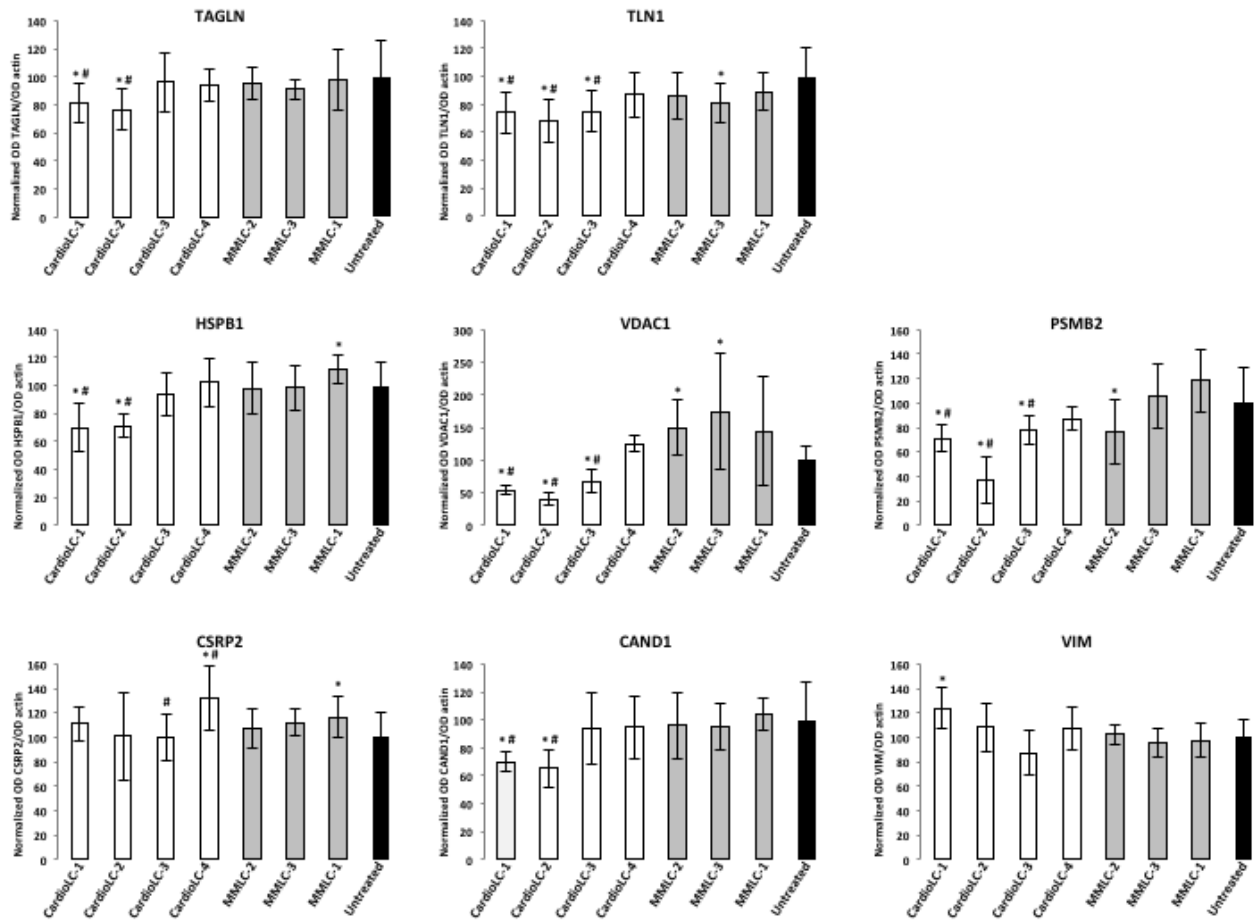 TAGLN
Normalized OD TAGLN/OD actin
140
120
100
80
60
40
20
0
* #
* #
CardioLC-1
CardioLC-2
CardioLC-3
CardioLC-4
MMLC-2
MMLC-3
MMLC-1
Untreated
TLN1
Normalized OD TLN1/OD actin
140
120
100
80
60
40
20
0
* #
* #
* #
*
CardioLC-1
CardioLC-2
CardioLC-3
CardioLC-4
MMLC-2
MMLC-3
MMLC-1
Untreated
HSPB1
Normalized OD HSPB1/OD actin
140
120
100
80
60
40
20
0
* #
* #
*
CardioLC-1
CardioLC-2
CardioLC-3
CardioLC-4
MMLC-2
MMLC-3
MMLC-1
Untreated
VDAC1
Normalized OD VDAC1/OD actin
300
250
200
150
100
50
0
* #
* #
* #
*
*
CardioLC-1
CardioLC-2
CardioLC-3
CardioLC-4
MMLC-2
MMLC-3
MMLC-1
Untreated
PSMB2
Normalized OD PSMB2/OD actin
160
140
120
100
80
60
40
20
0
* #
* #
* #
*
CardioLC-1
CardioLC-2
CardioLC-3
CardioLC-4
MMLC-2
MMLC-3
MMLC-1
Untreated
CSRP2
Normalized OD CSRP2/OD actin
160
140
120
100
80
60
40
20
0
#
* #
*
CardioLC-1
CardioLC-2
CardioLC-3
CardioLC-4
MMLC-2
MMLC-3
MMLC-1
Untreated
CAND1
Normalized OD CAND1/OD actin
140
120
100
80
60
40
20
0
* #
* #
CardioLC-1
CardioLC-2
CardioLC-3
CardioLC-4
MMLC-2
MMLC-3
MMLC-1
Untreated
VIM
Normalized OD VIM/OD actin
160
140
120
100
80
60
40
20
0
*
CardioLC-1
CardioLC-2
CardioLC-3
CardioLC-4
MMLC-2
MMLC-3
MMLC-1
Untreated